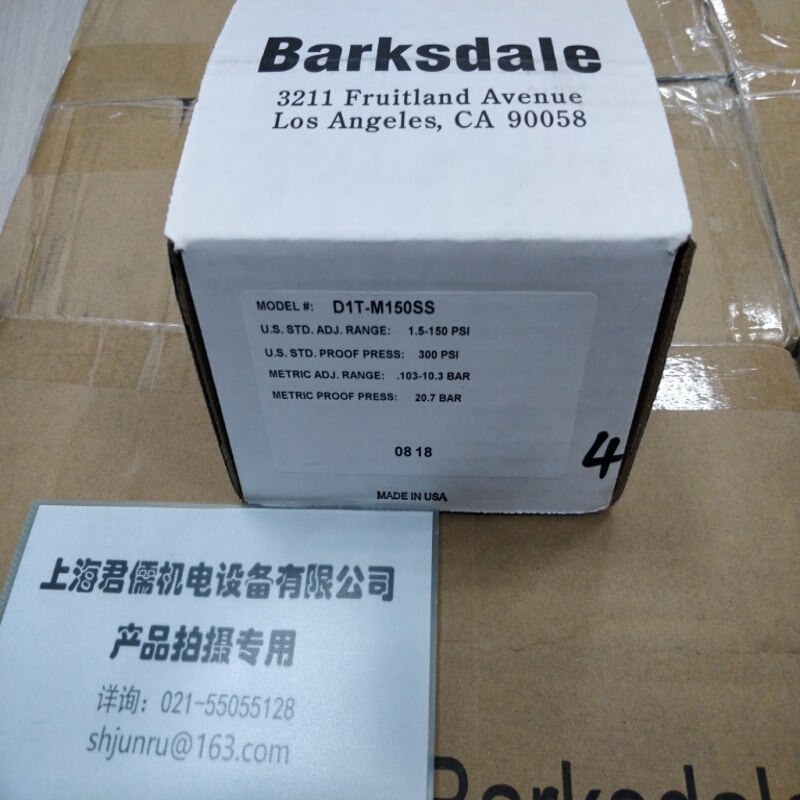 Barksdale
3211 Fruitland Avenue
Los Angeles, CA 90058
MODEL #: D1T-M150SS
U.S. STD. ADJ. RANGE: 1.5-150 PSI
U.S. STD. PROOF PRESS: 300 PSI
METRIC ADJ. RANGE: .103-10.3 BAR
METRIC PROOF PRESS: 20.7 BAR
0818
4
MADE IN USA
上海君儒机电设备有限公司
产品拍摄专用
详询：021-55055128
shjunru@163.com
Barksdale